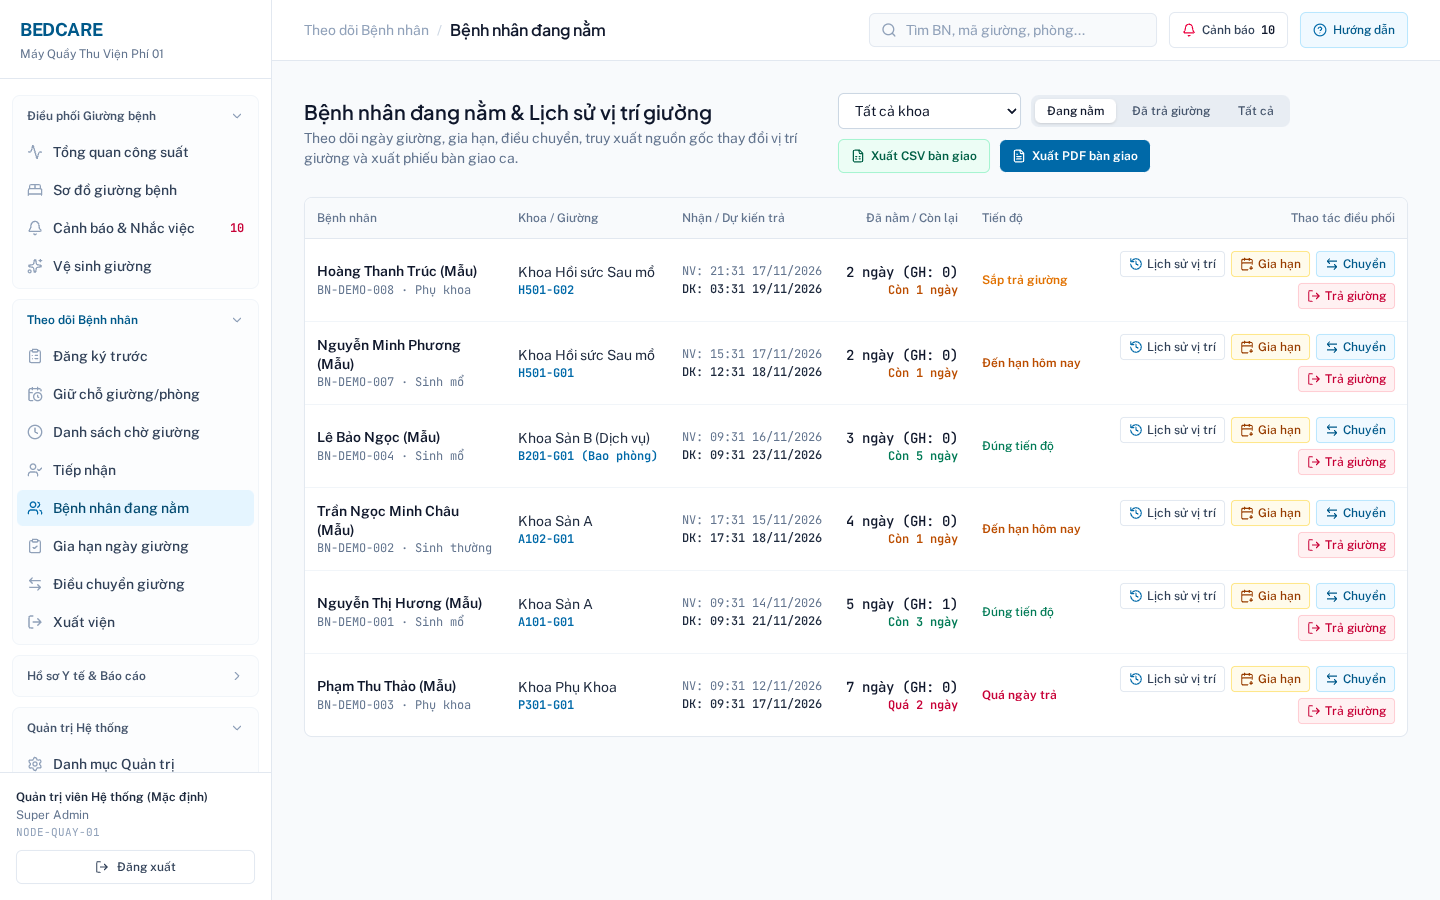 BEDCARE
Máy Quầy Thu Viện Phí 01
Điều phối Giường bệnh
Tổng quan công suất
Sơ đồ giường bệnh
Cảnh báo & Nhắc việc 10
Vệ sinh giường
Theo dõi Bệnh nhân
Đăng ký trước
Giữ chỗ giường/phòng
Danh sách chờ giường
Tiếp nhận
Bệnh nhân đang nằm
Gia hạn ngày giường
Điều chuyển giường
Xuất viện
Hồ sơ Y tế & Báo cáo
Quản trị Hệ thống
Danh mục Quản trị
Quản trị viên Hệ thống (Mặc định)
Super Admin
NODE-QUAY-01
Đăng xuất
Theo dõi Bệnh nhân / Bệnh nhân đang nằm
Tìm BN, mã giường, phòng...
Cảnh báo 10
Hướng dẫn
Bệnh nhân đang nằm & Lịch sử vị trí giường
Theo dõi ngày giường, gia hạn, điều chuyển, truy xuất nguồn gốc thay đổi vị trí
giường và xuất phiếu bàn giao ca.
Tất cả khoa
Đang nằm Đã trả giường Tất cả
Xuất CSV bàn giao Xuất PDF bàn giao
Bệnh nhân Khoa / Giường Nhận / Dự kiến trả Đã nằm / Còn lại Tiến độ Thao tác điều phối
Hoàng Thanh Trúc (Mẫu)
BN-DEMO-008 · Phụ khoa
Khoa Hồi sức Sau mổ
H501-G02
NV: 21:31 17/11/2026
DK: 03:31 19/11/2026
2 ngày (GH: 0)
Còn 1 ngày
Sắp trả giường
Lịch sử vị trí Gia hạn Chuyển
Trả giường
Nguyễn Minh Phương
(Mẫu)
BN-DEMO-007 · Sinh mổ
Khoa Hồi sức Sau mổ
H501-G01
NV: 15:31 17/11/2026
DK: 12:31 18/11/2026
2 ngày (GH: 0)
Còn 1 ngày
Đến hạn hôm nay
Lịch sử vị trí Gia hạn Chuyển
Trả giường
Lê Bảo Ngọc (Mẫu)
BN-DEMO-004 · Sinh mổ
Khoa Sản B (Dịch vụ)
B201-G01 (Bao phòng)
NV: 09:31 16/11/2026
DK: 09:31 23/11/2026
3 ngày (GH: 0)
Còn 5 ngày
Đúng tiến độ
Lịch sử vị trí Gia hạn Chuyển
Trả giường
Trần Ngọc Minh Châu
(Mẫu)
BN-DEMO-002 · Sinh thường
Khoa Sản A
A102-G01
NV: 17:31 15/11/2026
DK: 17:31 18/11/2026
4 ngày (GH: 0)
Còn 1 ngày
Đến hạn hôm nay
Lịch sử vị trí Gia hạn Chuyển
Trả giường
Nguyễn Thị Hương (Mẫu)
BN-DEMO-001 · Sinh mổ
Khoa Sản A
A101-G01
NV: 09:31 14/11/2026
DK: 09:31 21/11/2026
5 ngày (GH: 1)
Còn 3 ngày
Đúng tiến độ
Lịch sử vị trí Gia hạn Chuyển
Trả giường
Phạm Thu Thảo (Mẫu)
BN-DEMO-003 · Phụ khoa
Khoa Phụ Khoa
P301-G01
NV: 09:31 12/11/2026
DK: 09:31 17/11/2026
7 ngày (GH: 0)
Quá 2 ngày
Quá ngày trả
Lịch sử vị trí Gia hạn Chuyển
Trả giường